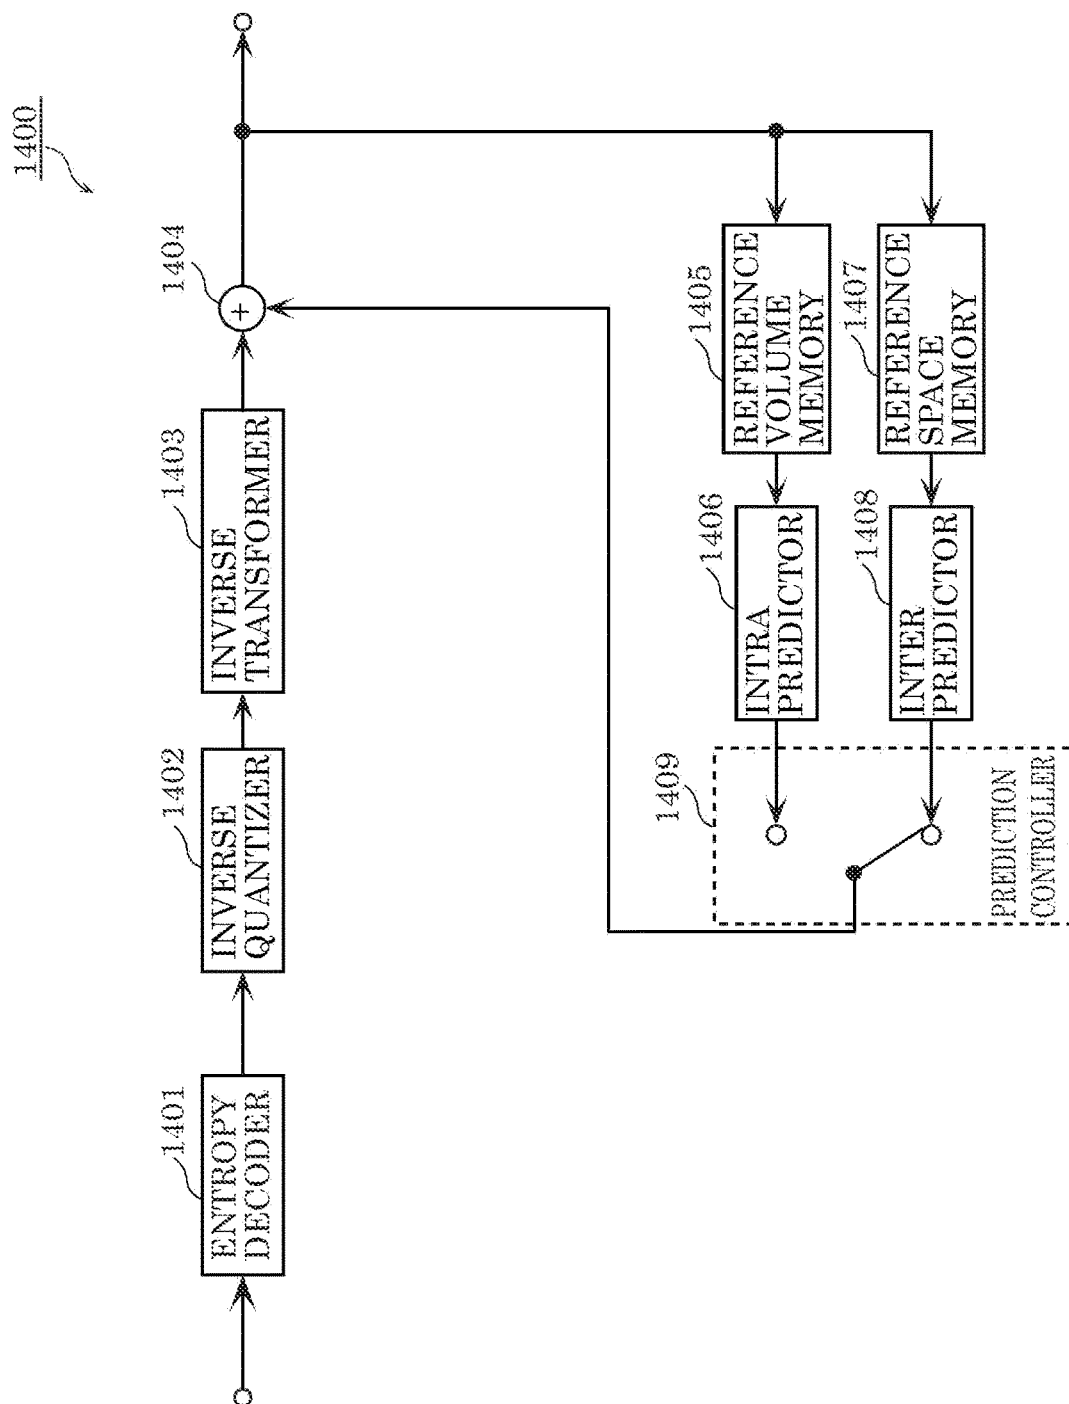 1400
1401
ENTROPY
DECODER
1402
INVERSE
QUANTIZER
1403
INVERSE
TRANSFORMER
1404
+
1405
REFERENCE
VOLUME
MEMORY
1406
INTRA
PREDICTOR
1407
REFERENCE
SPACE
MEMORY
1408
INTER
PREDICTOR
1409
PREDICTION
CONTROLLER